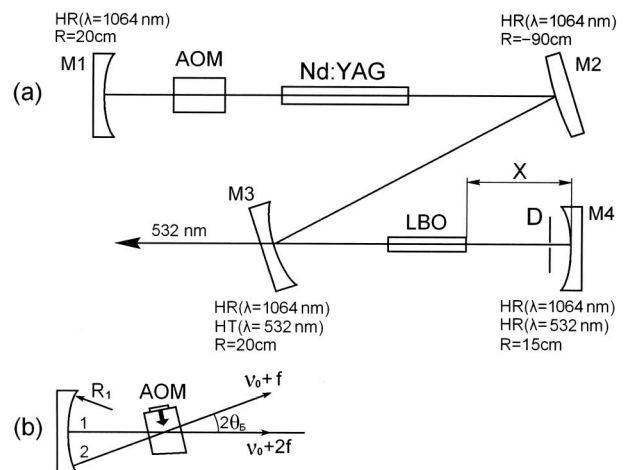 HR(λ=1064 nm)
R=20cm
M1
AOM
Nd:YAG
HR(λ=1064 nm)
R=−90cm
M2
(a)
M3
532 nm
LBO
X
D
M4
HR(λ=1064 nm)
HT(λ= 532 nm)
R=20cm
HR(λ=1064 nm)
HR(λ=532 nm)
R=15cm
(b)
R₁
AOM
1
2
ν₀+f
2θБ
ν₀+2f